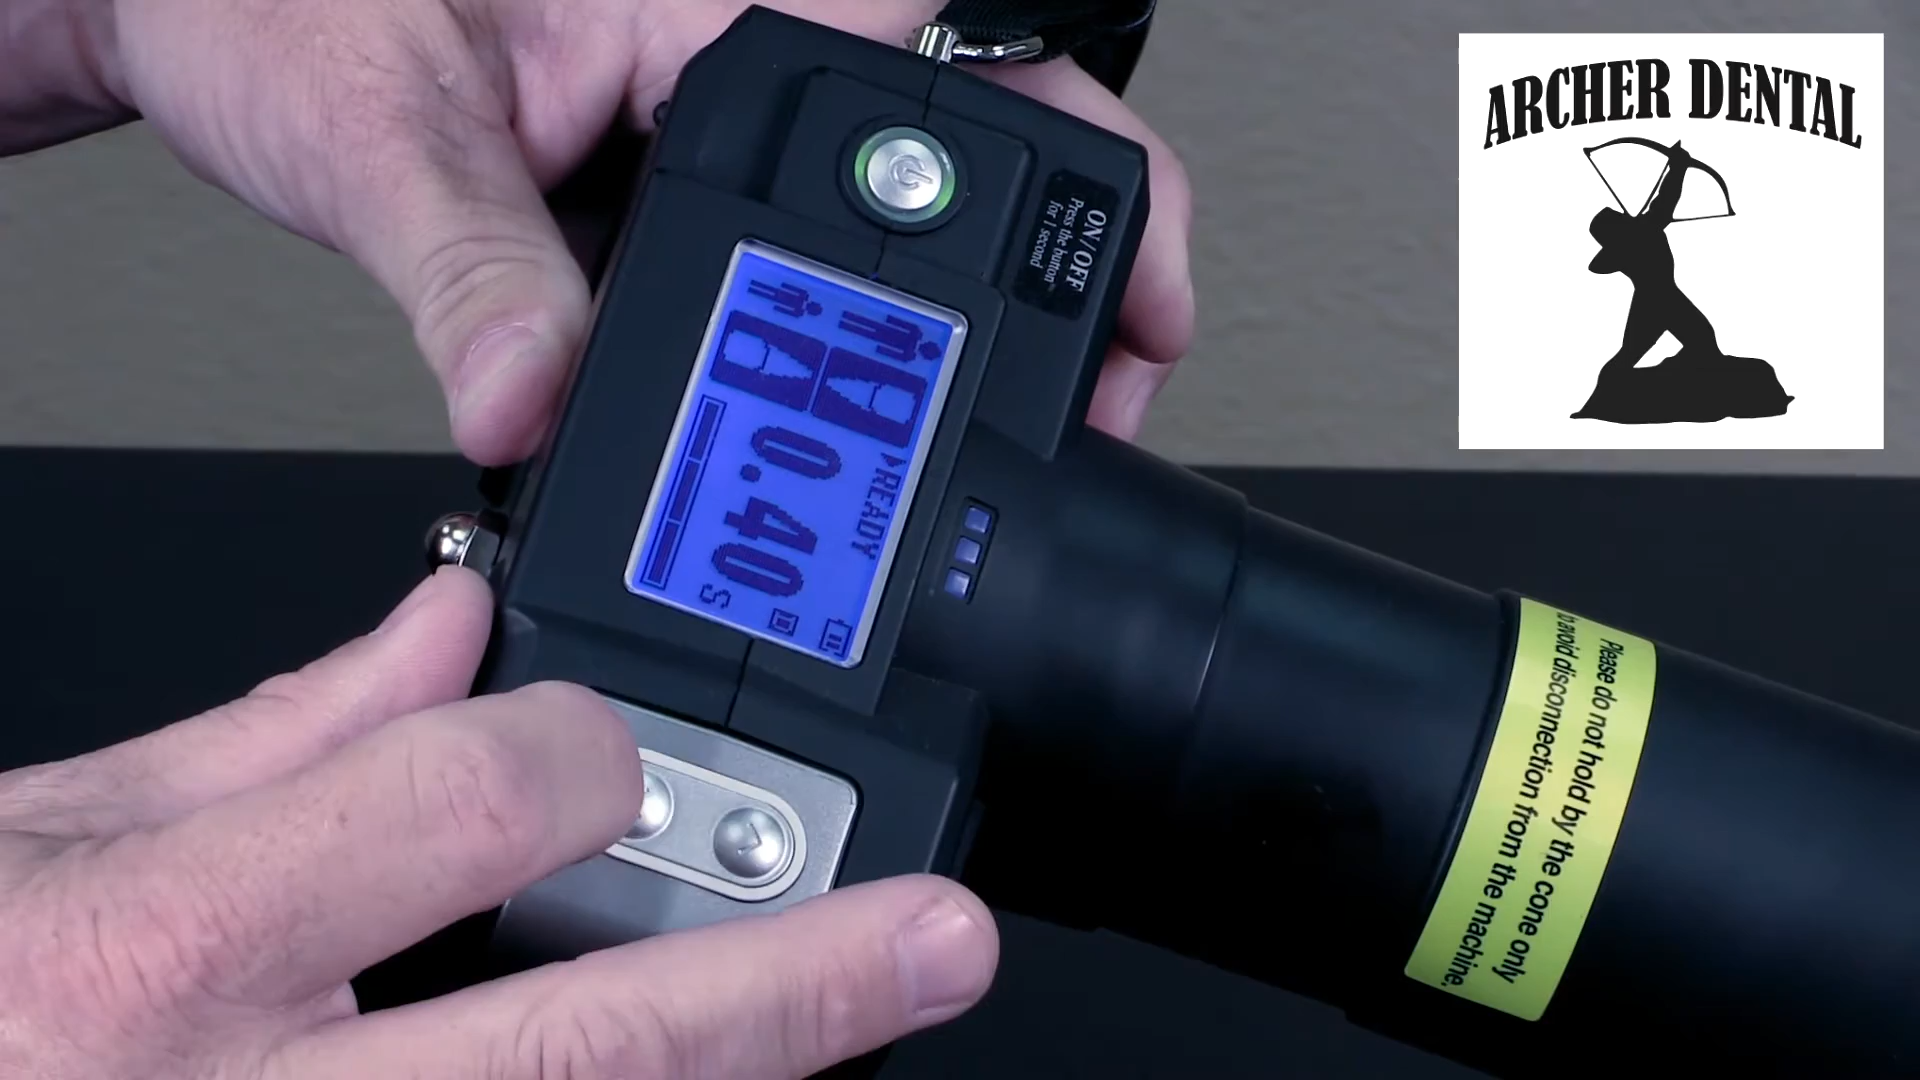 ARCHER DENTAL
ON/OFF
Press the button
for 1 second
READY
0.40 s
Please do not hold by the cone only
to avoid disconnection from the machine.